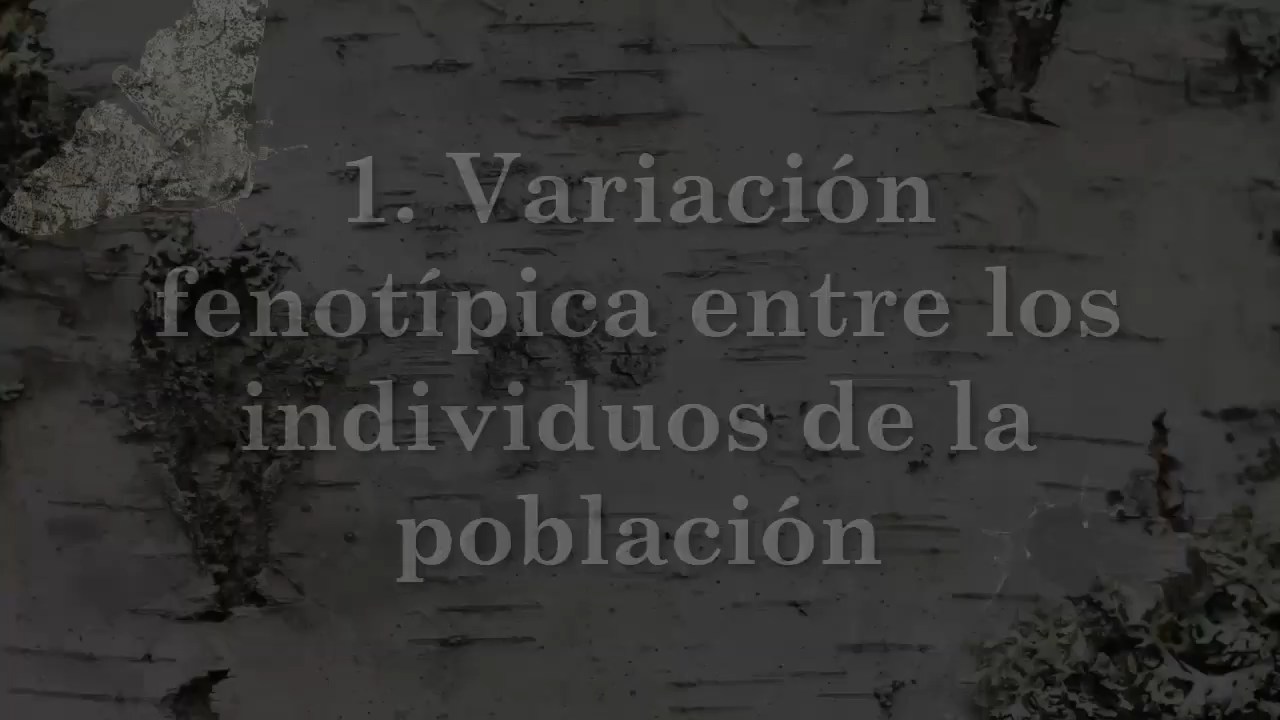 1. Variación
fenotípica entre los
individuos de la
población